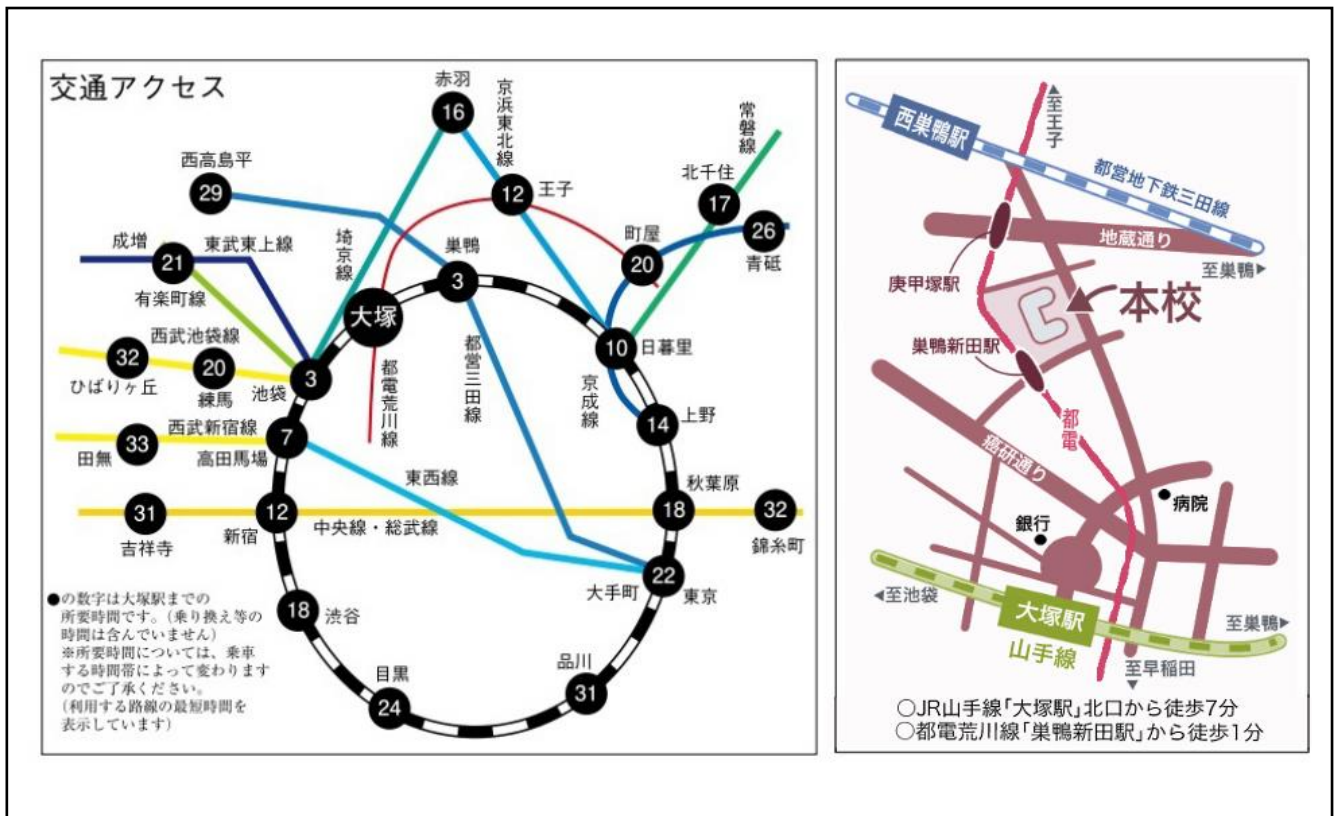 交通アクセス
赤羽
16
京浜東北線
常磐線
西高島平
29
12
王子
北千住
17
成増
東武東上線
21
有楽町線
埼京線
巣鴨
3
町屋
20
26
青砥
大塚
西武池袋線
32
ひばりヶ丘
20
練馬
池袋
3
都電荒川線
都営三田線
10
日暮里
京成線
14
上野
西武新宿線
33
田無
7
高田馬場
東西線
31
吉祥寺
12
新宿
中央線・総武線
秋葉原
18
32
錦糸町
22
大手町
東京
18
渋谷
目黒
24
品川
31
●の数字は大塚駅までの
所要時間です。(乗り換え等の
時間は含んでいません)
※所要時間については、乗車
する時間帯によって変わります
のでご了承ください。
(利用する路線の最短時間を
表示しています)
▲至王子
西巣鴨駅
都営地下鉄三田線
地蔵通り
至巣鴨▶
庚申塚駅
本校
巣鴨新田駅
都電
癌研通り
病院
銀行
◀至池袋
大塚駅
山手線
至巣鴨▶
至早稲田▼
○JR山手線「大塚駅」北口から徒歩7分
○都電荒川線「巣鴨新田駅」から徒歩1分